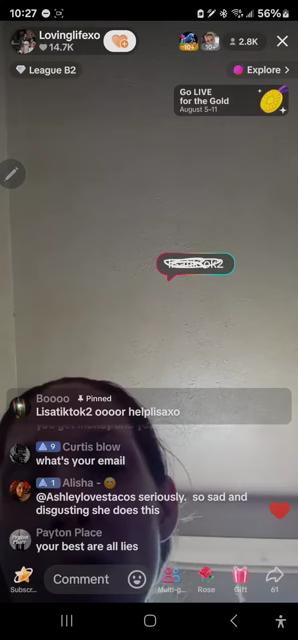 10:27
56%
Lovinglifexo
14.7K
10+
10+
2.8K
League B2
Explore
Go LIVE
for the Gold
August 5-11
Boooo Pinned
Lisatiktok2 oooor helplisaxo
9 Curtis blow
what's your email
1 Alisha -
@Ashleylovestacos seriously. so sad and
disgusting she does this
Payton Place
your best are all lies
Comment
Subscr...
Multi-g...
Rose
Gift
61